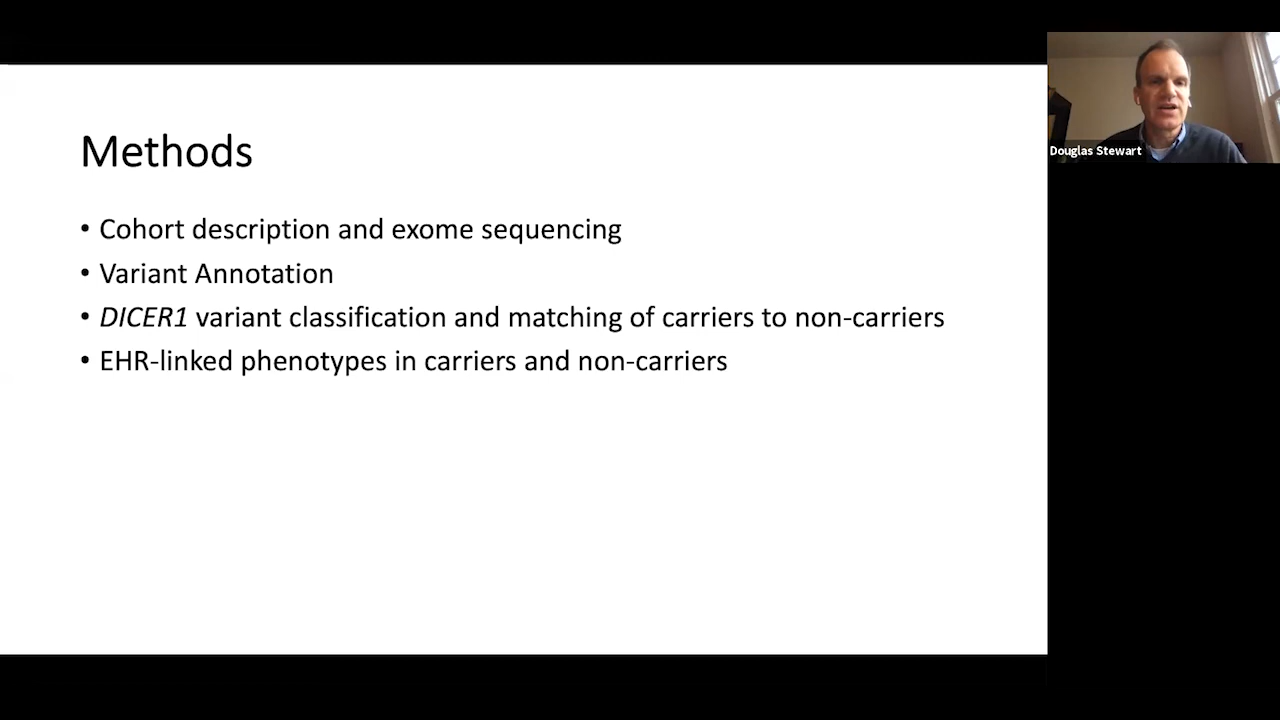 Methods
• Cohort description and exome sequencing
• Variant Annotation
• DICER1 variant classification and matching of carriers to non-carriers
• EHR-linked phenotypes in carriers and non-carriers
Douglas Stewart